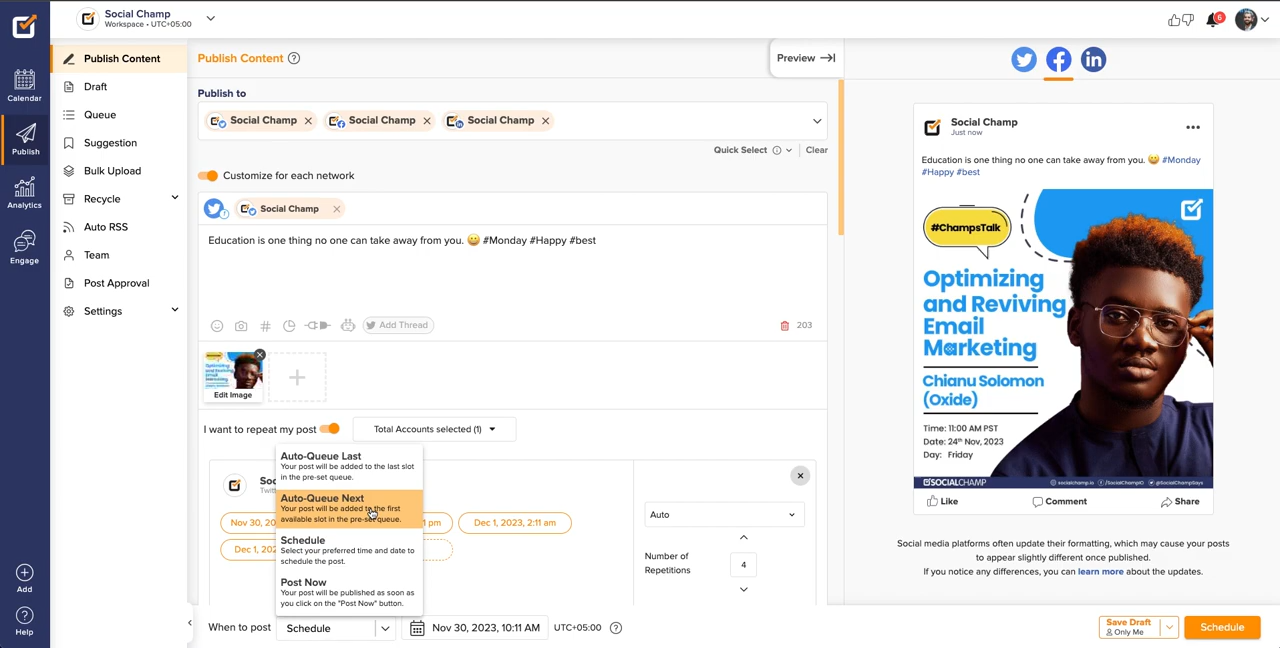 Social Champ
Workspace • UTC+05:00
6
Calendar
Publish
Analytics
Engage
Add
Help
Publish Content
Draft
Queue
Suggestion
Bulk Upload
Recycle
Auto RSS
Team
Post Approval
Settings
Publish Content
Preview
Publish to
Social Champ
Social Champ
Social Champ
Quick Select
Clear
Customize for each network
Social Champ
Education is one thing no one can take away from you. 😀 #Monday #Happy #best
Add Thread
203
Edit Image
I want to repeat my post
Total Accounts selected (1)
Auto-Queue Last
Your post will be added to the last slot
in the pre-set queue.
Auto-Queue Next
Your post will be added to the first
available slot in the pre-set queue.
Schedule
Select your preferred time and date to
schedule the post.
Post Now
Your post will be published as soon as
you click on the "Post Now" button.
Nov 30, 20
pm
Dec 1, 2023, 2:11 am
Dec 1, 202
Auto
Number of
Repetitions
4
When to post
Schedule
Nov 30, 2023, 10:11 AM
UTC+05:00
Save Draft
Only Me
Schedule
Social Champ
Just now
Education is one thing no one can take away from you. 😀 #Monday
#Happy #best
#ChampsTalk
Optimizing
and Reviving
Email
Marketing
Chianu Solomon
(Oxide)
Time: 11:00 AM PST
Date: 24th Nov, 2023
Day: Friday
SOCIALCHAMP
socialchamp.io
/SocialChampIO
@SocialChampSays
Like
Comment
Share
Social media platforms often update their formatting, which may cause your posts
to appear slightly different once published.
If you notice any differences, you can learn more about the updates.